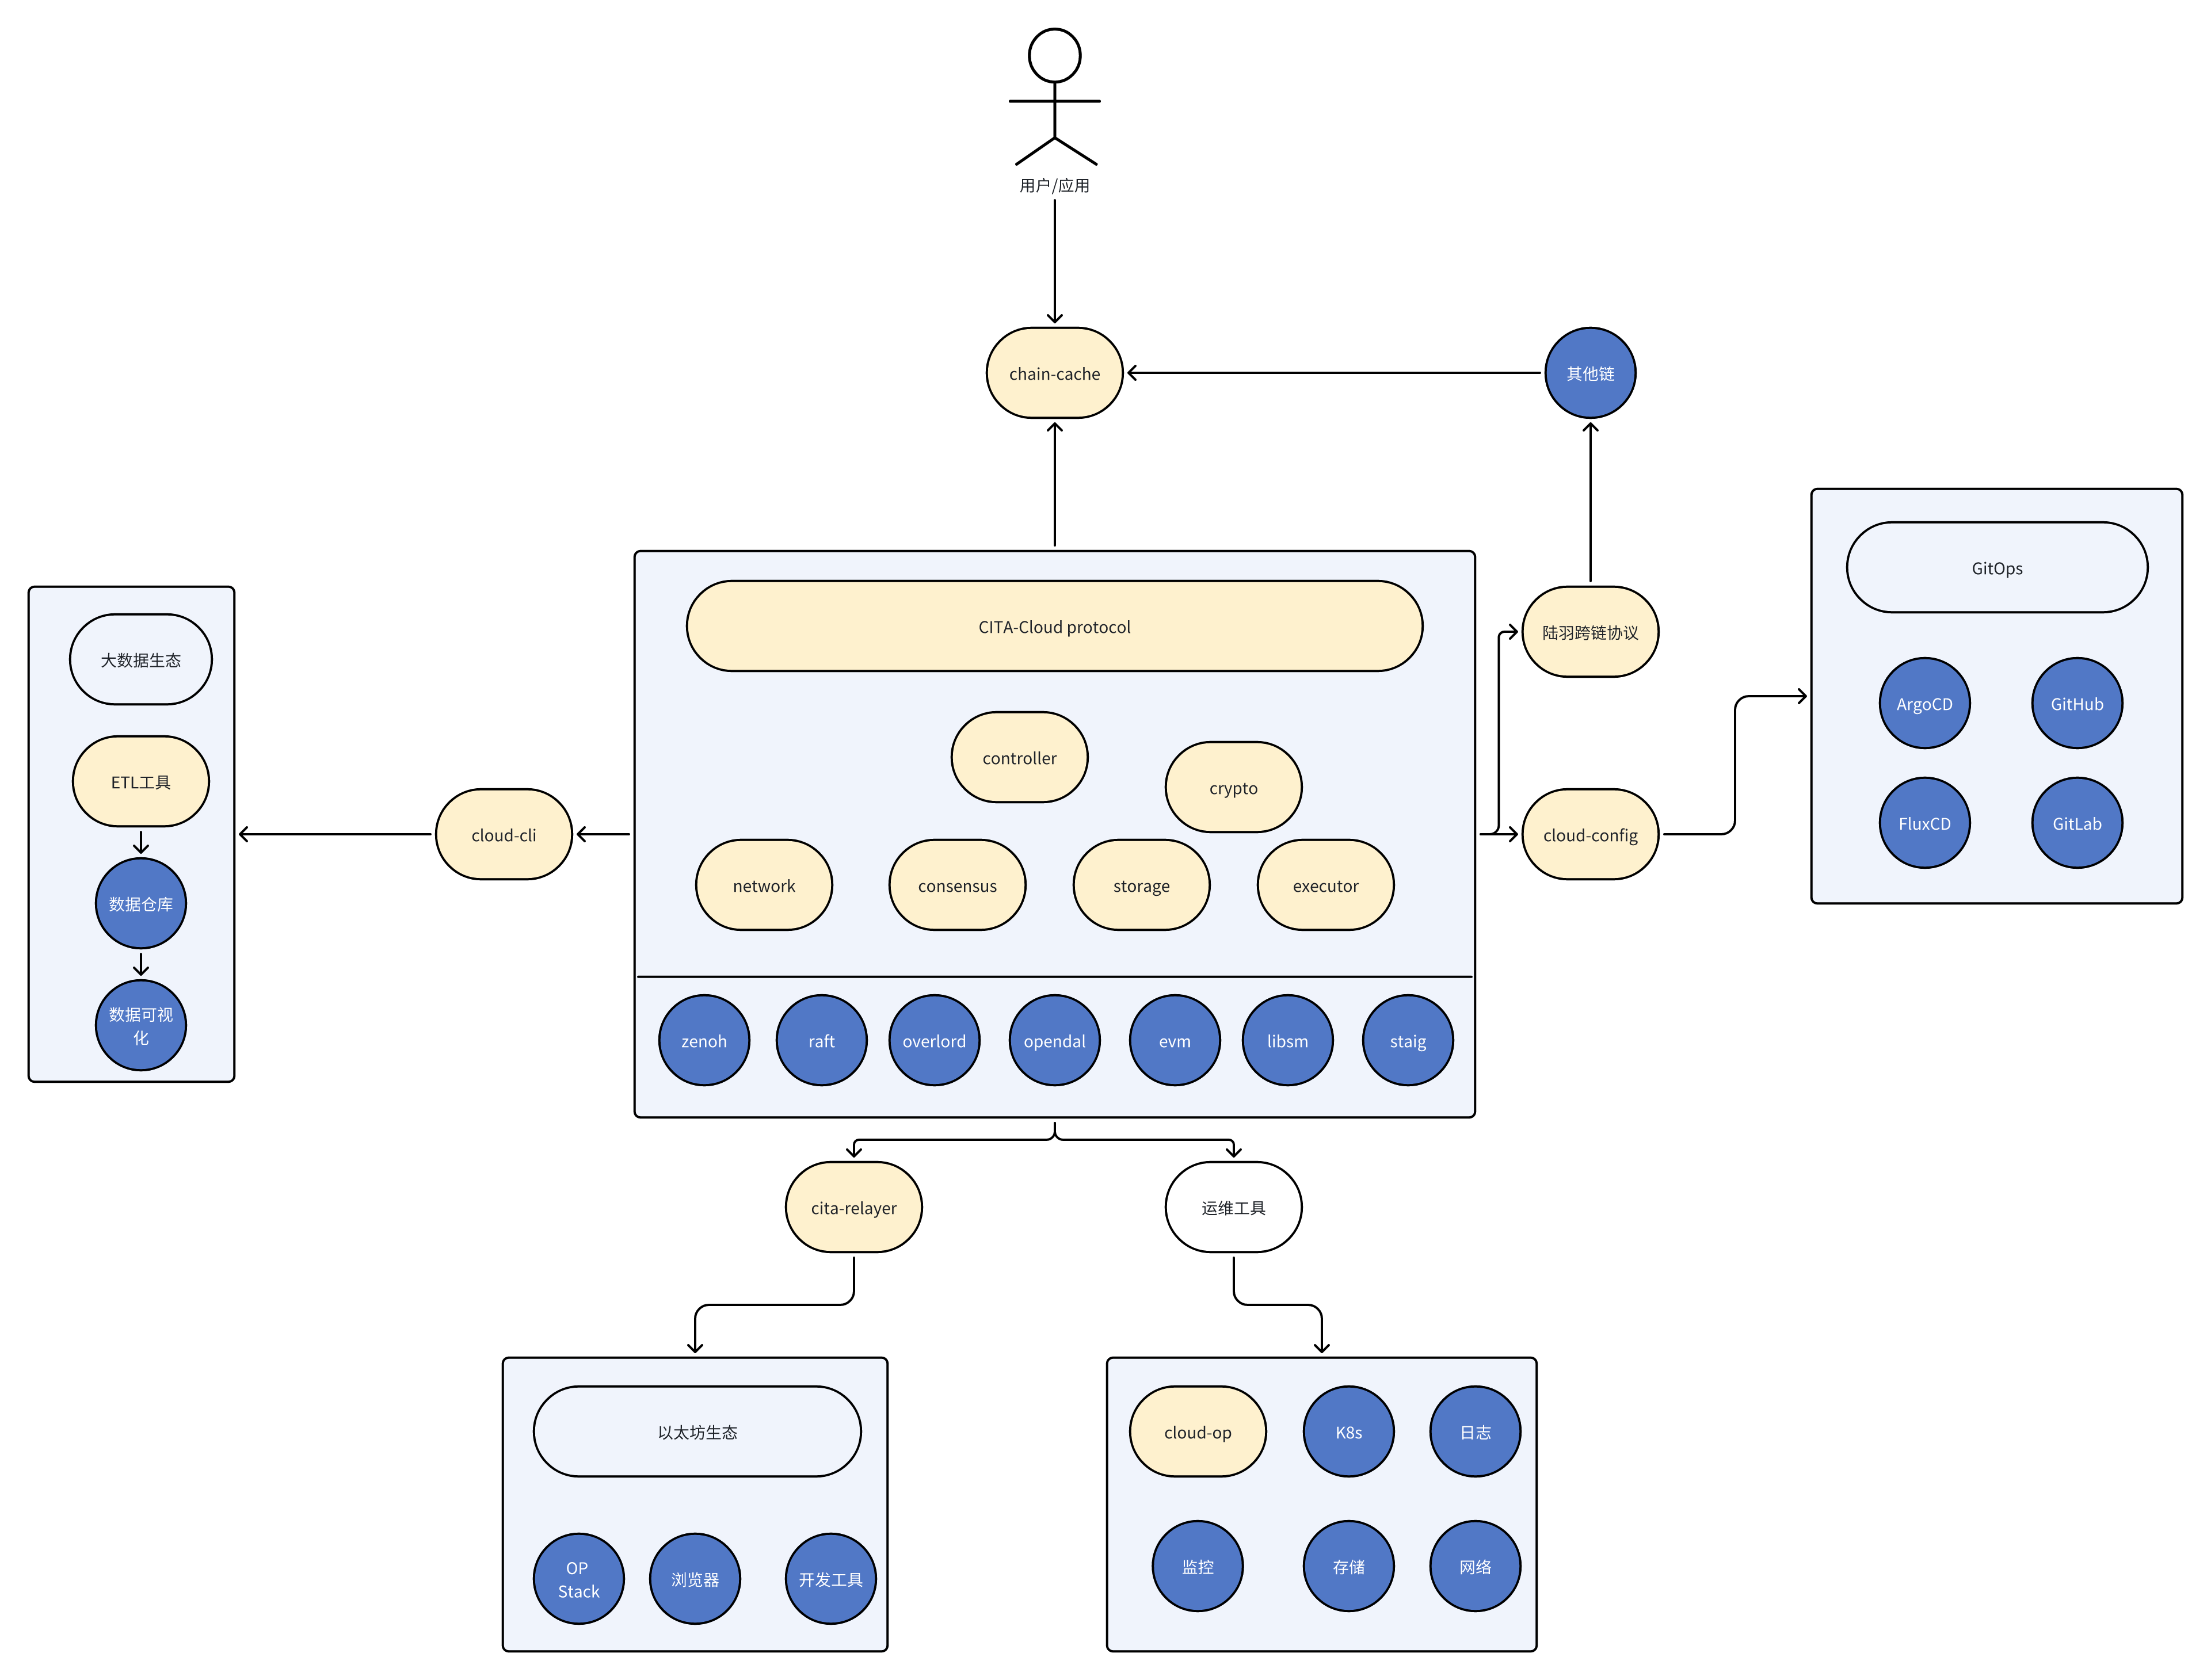 用户/应用
chain-cache
其他链
CITA-Cloud protocol
controller
crypto
network
consensus
storage
executor
zenoh
raft
overlord
opendal
evm
libsm
staig
大数据生态
ETL工具
数据仓库
数据可视
化
cloud-cli
陆羽跨链协议
cloud-config
GitOps
ArgoCD
GitHub
FluxCD
GitLab
cita-relayer
运维工具
以太坊生态
OP
Stack
浏览器
开发工具
cloud-op
K8s
日志
监控
存储
网络